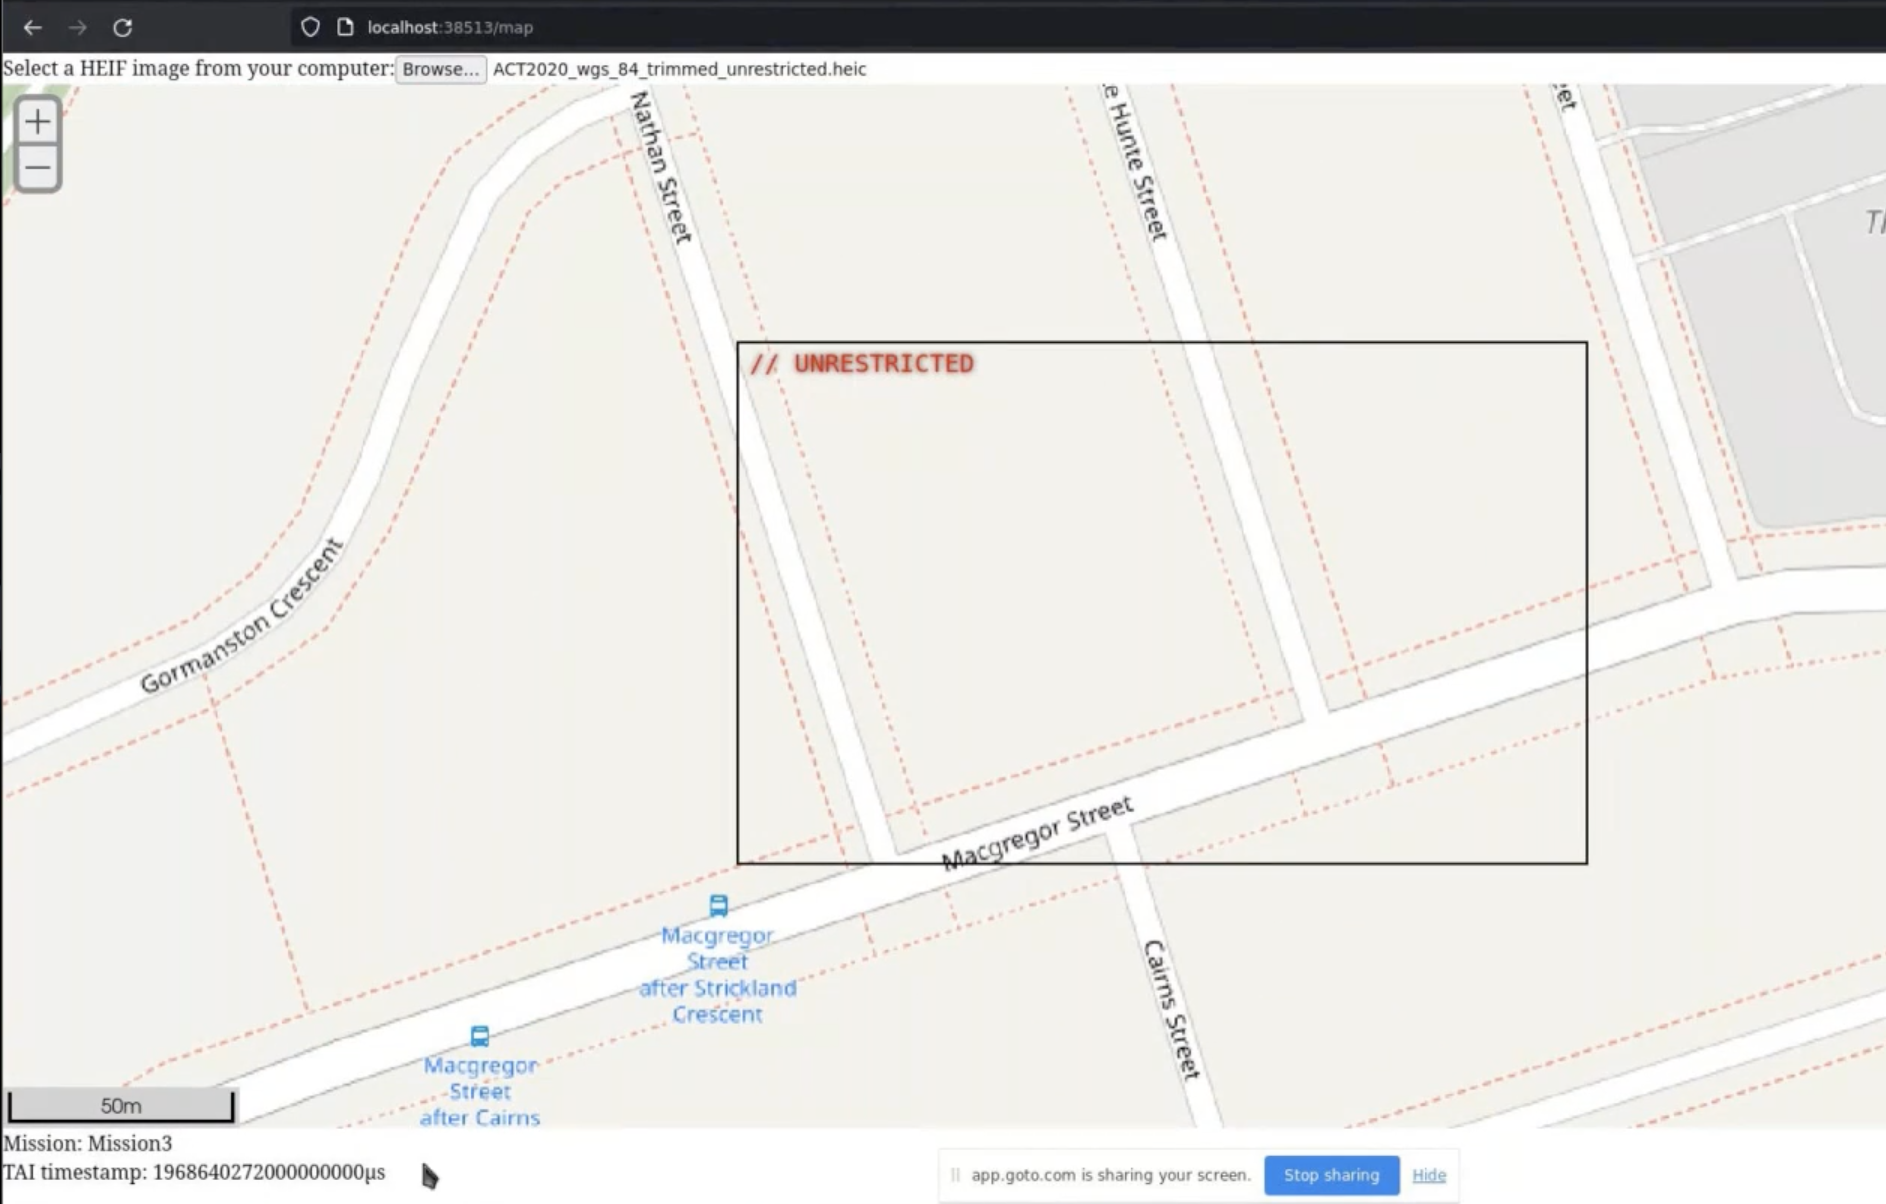 localhost:38513/map
Select a HEIF image from your computer: Browse... ACT2020_wgs_84_trimmed_unrestricted.heic
+
−
Nathan Street
e Hunte Street
eet
// UNRESTRICTED
Gormanston Crescent
Macgregor Street
Macgregor
Street
after Strickland
Crescent
Cairns Street
Macgregor
Street
after Cairns
50m
Mission: Mission3
TAI timestamp: 1968640272000000000µs
app.goto.com is sharing your screen. Stop sharing Hide